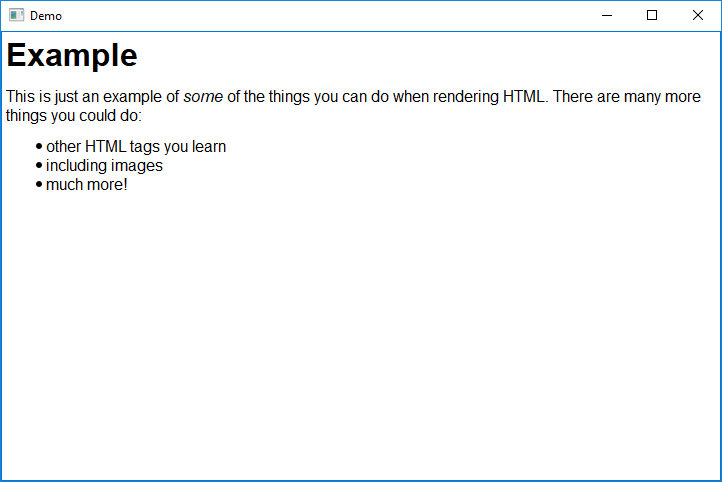 Demo
Example
This is just an example of some of the things you can do when rendering HTML. There are many more
things you could do:
• other HTML tags you learn
• including images
• much more!